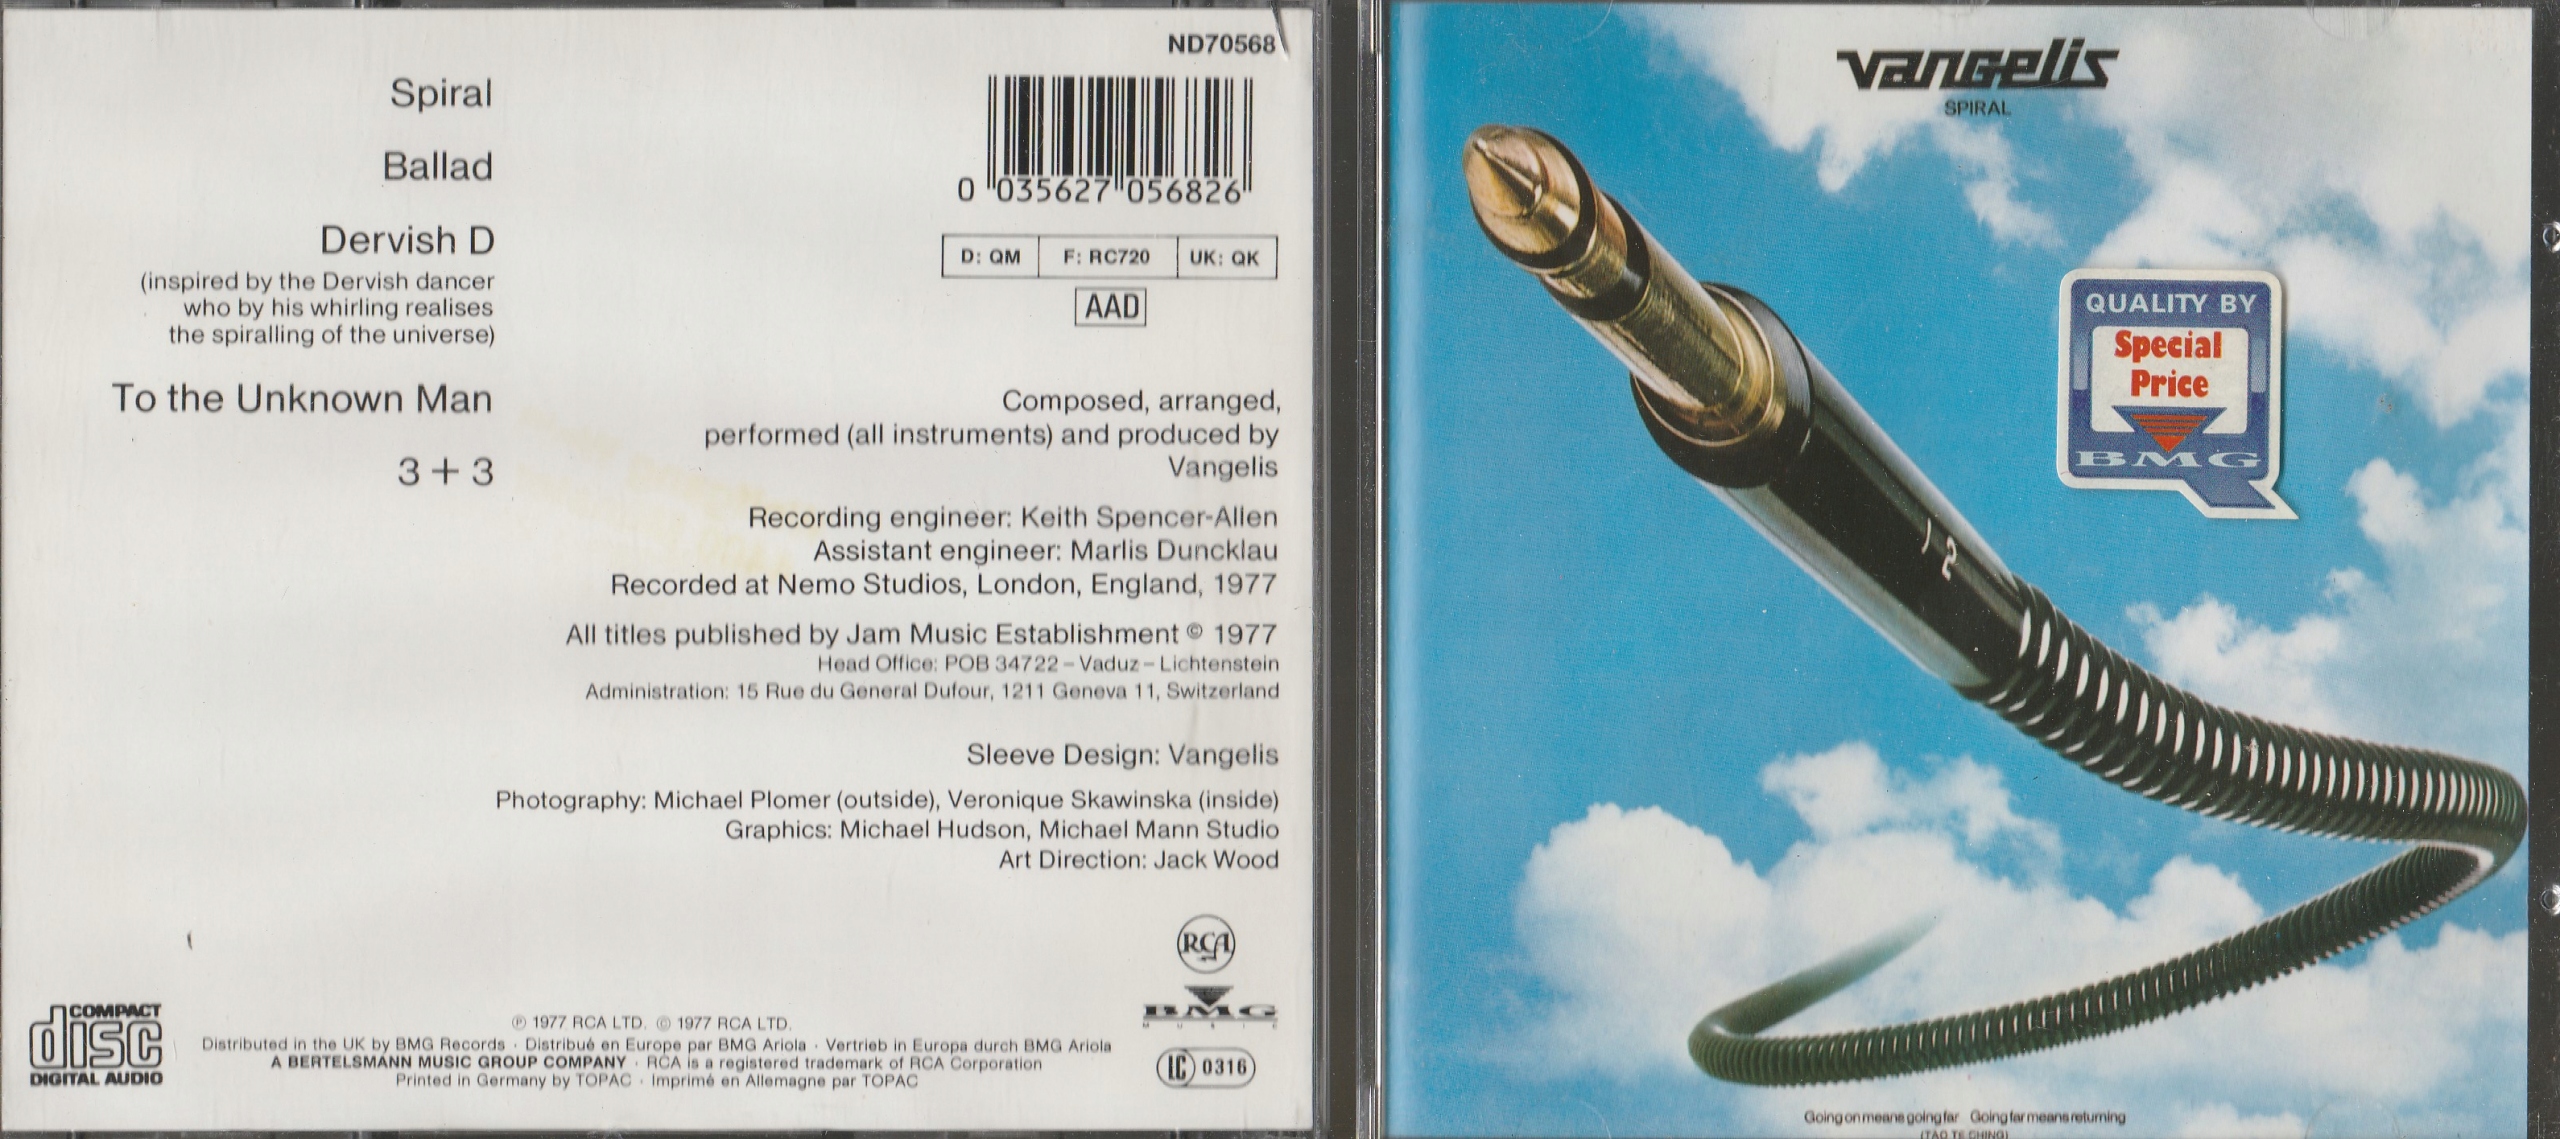 Spiral
Ballad
Dervish D
(inspired by the Dervish dancer
who by his whirling realises
the spiralling of the universe)
To the Unknown Man
3 + 3
ND70568
0 035627 056826
D: QM F: RC720 UK: QK
AAD
Composed, arranged,
performed (all instruments) and produced by
Vangelis
Recording engineer: Keith Spencer-Allen
Assistant engineer: Marlis Duncklau
Recorded at Nemo Studios, London, England, 1977
All titles published by Jam Music Establishment © 1977
Head Office: POB 34722 – Vaduz – Lichtenstein
Administration: 15 Rue du General Dufour, 1211 Geneva 11, Switzerland
Sleeve Design: Vangelis
Photography: Michael Plomer (outside), Veronique Skawinska (inside)
Graphics: Michael Hudson, Michael Mann Studio
Art Direction: Jack Wood
RCA
BMG
MUSIC
LC 0316
COMPACT
disc
DIGITAL AUDIO
℗ 1977 RCA LTD. © 1977 RCA LTD.
Distributed in the UK by BMG Records · Distribué en Europe par BMG Ariola · Vertrieb in Europa durch BMG Ariola
A BERTELSMANN MUSIC GROUP COMPANY · RCA is a registered trademark of RCA Corporation
Printed in Germany by TOPAC · Imprimé en Allemagne par TOPAC
vangelis
SPIRAL
QUALITY BY
Special
Price
BMG
1 2
Going on means going far Going far means returning
(TAO TE CHING)